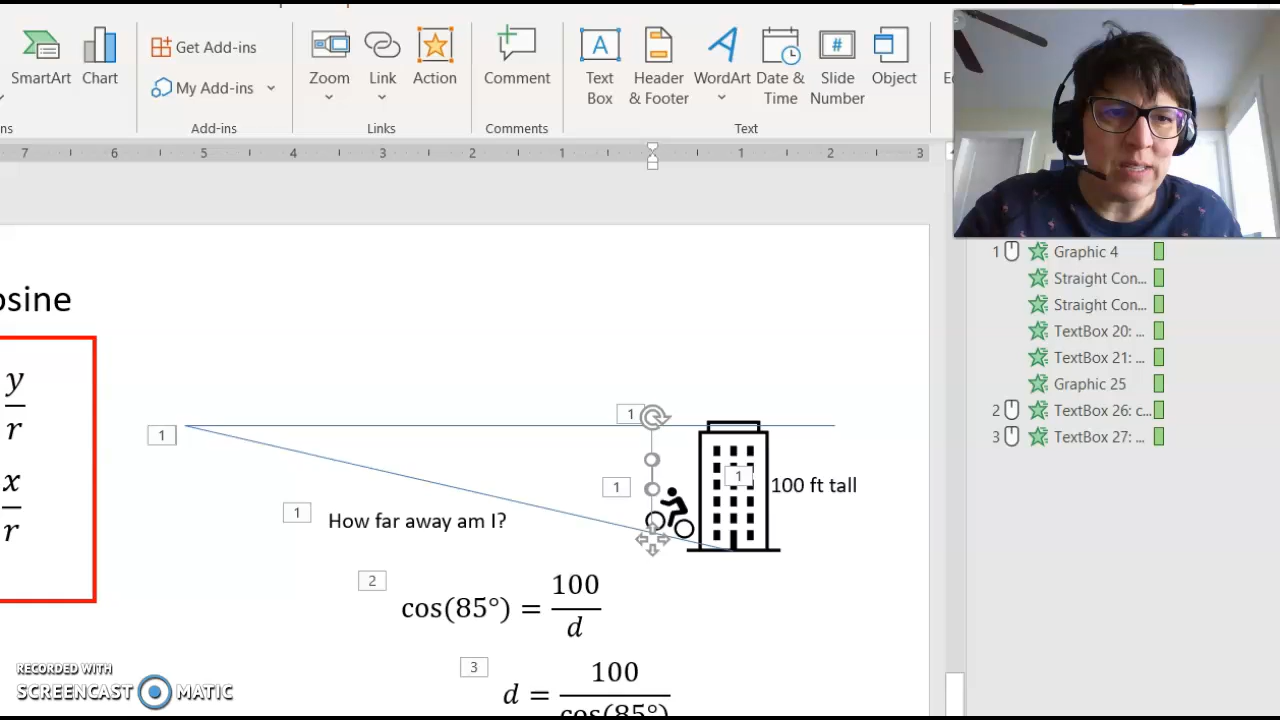 SmartArt
Chart
Get Add-ins
My Add-ins
Add-ins
Zoom
Link
Action
Links
Comment
Comments
Text
Box
Header
& Footer
WordArt
Date &
Time
Slide
Number
Object
Text
7 6 5 4 3 2 1 1 2 3
osine
y
r
x
r
1
1
1
1
1
How far away am I?
100 ft tall
2
cos(85°) = 100
d
3
d = 100
cos(85°)
1 Graphic 4
Straight Con...
Straight Con...
TextBox 20: ...
TextBox 21: ...
Graphic 25
2 TextBox 26: c...
3 TextBox 27: ...
RECORDED WITH
SCREENCAST MATIC